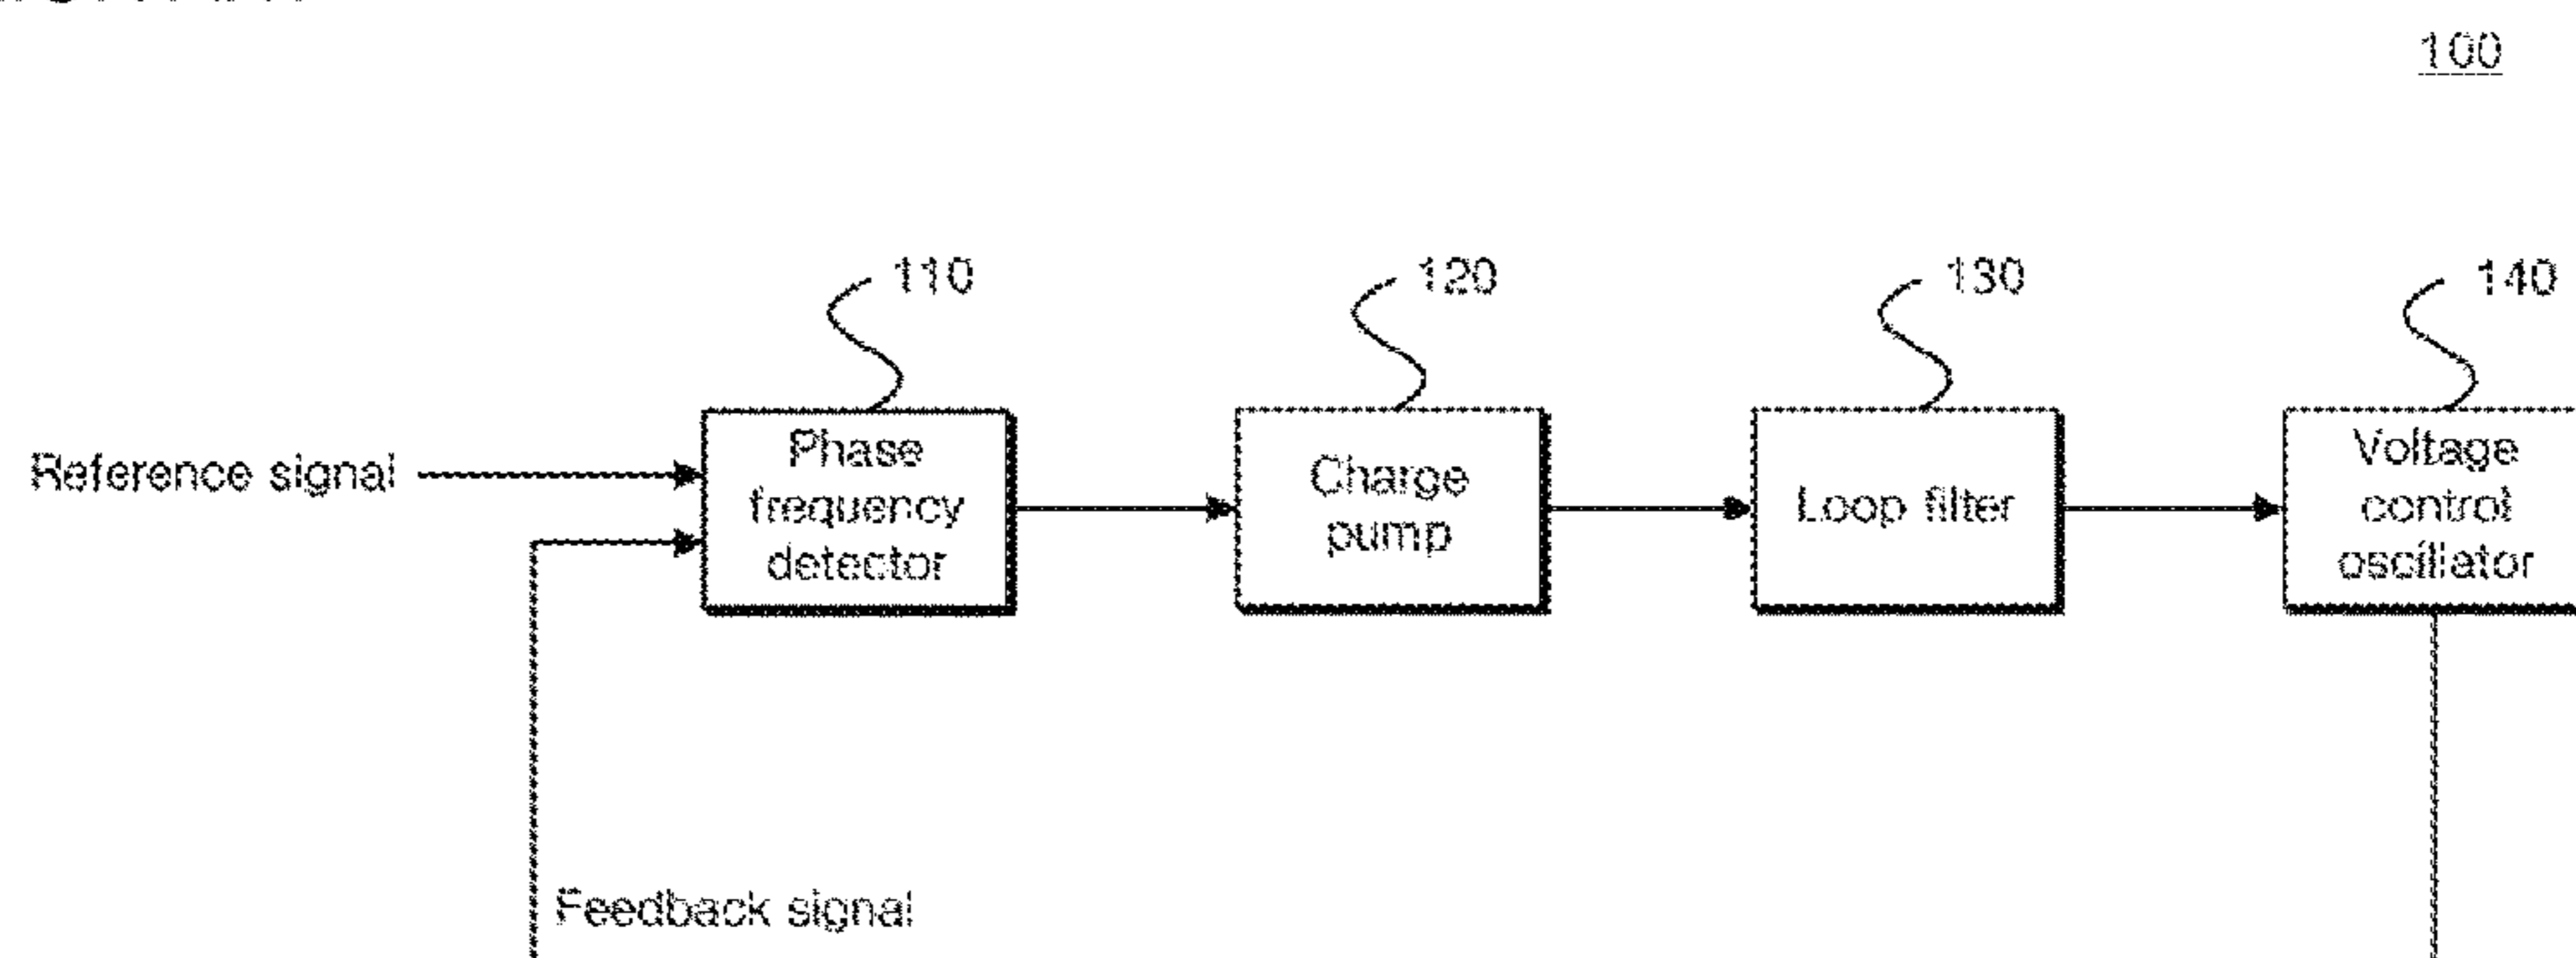 100
110
120
130
140
Reference signal
Phase
frequency
detector
Charge
pump
Loop filter
Voltage
control
oscillator
Feedback signal